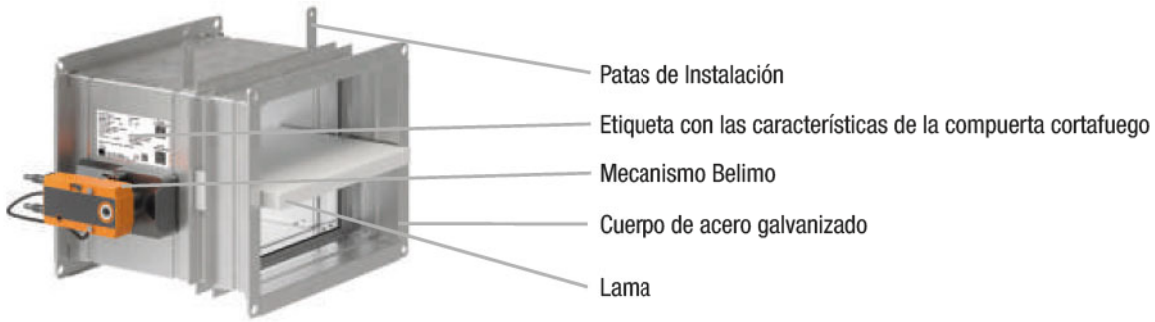 Patas de Instalación
Etiqueta con las características de la compuerta cortafuego
Mecanismo Belimo
Cuerpo de acero galvanizado
Lama